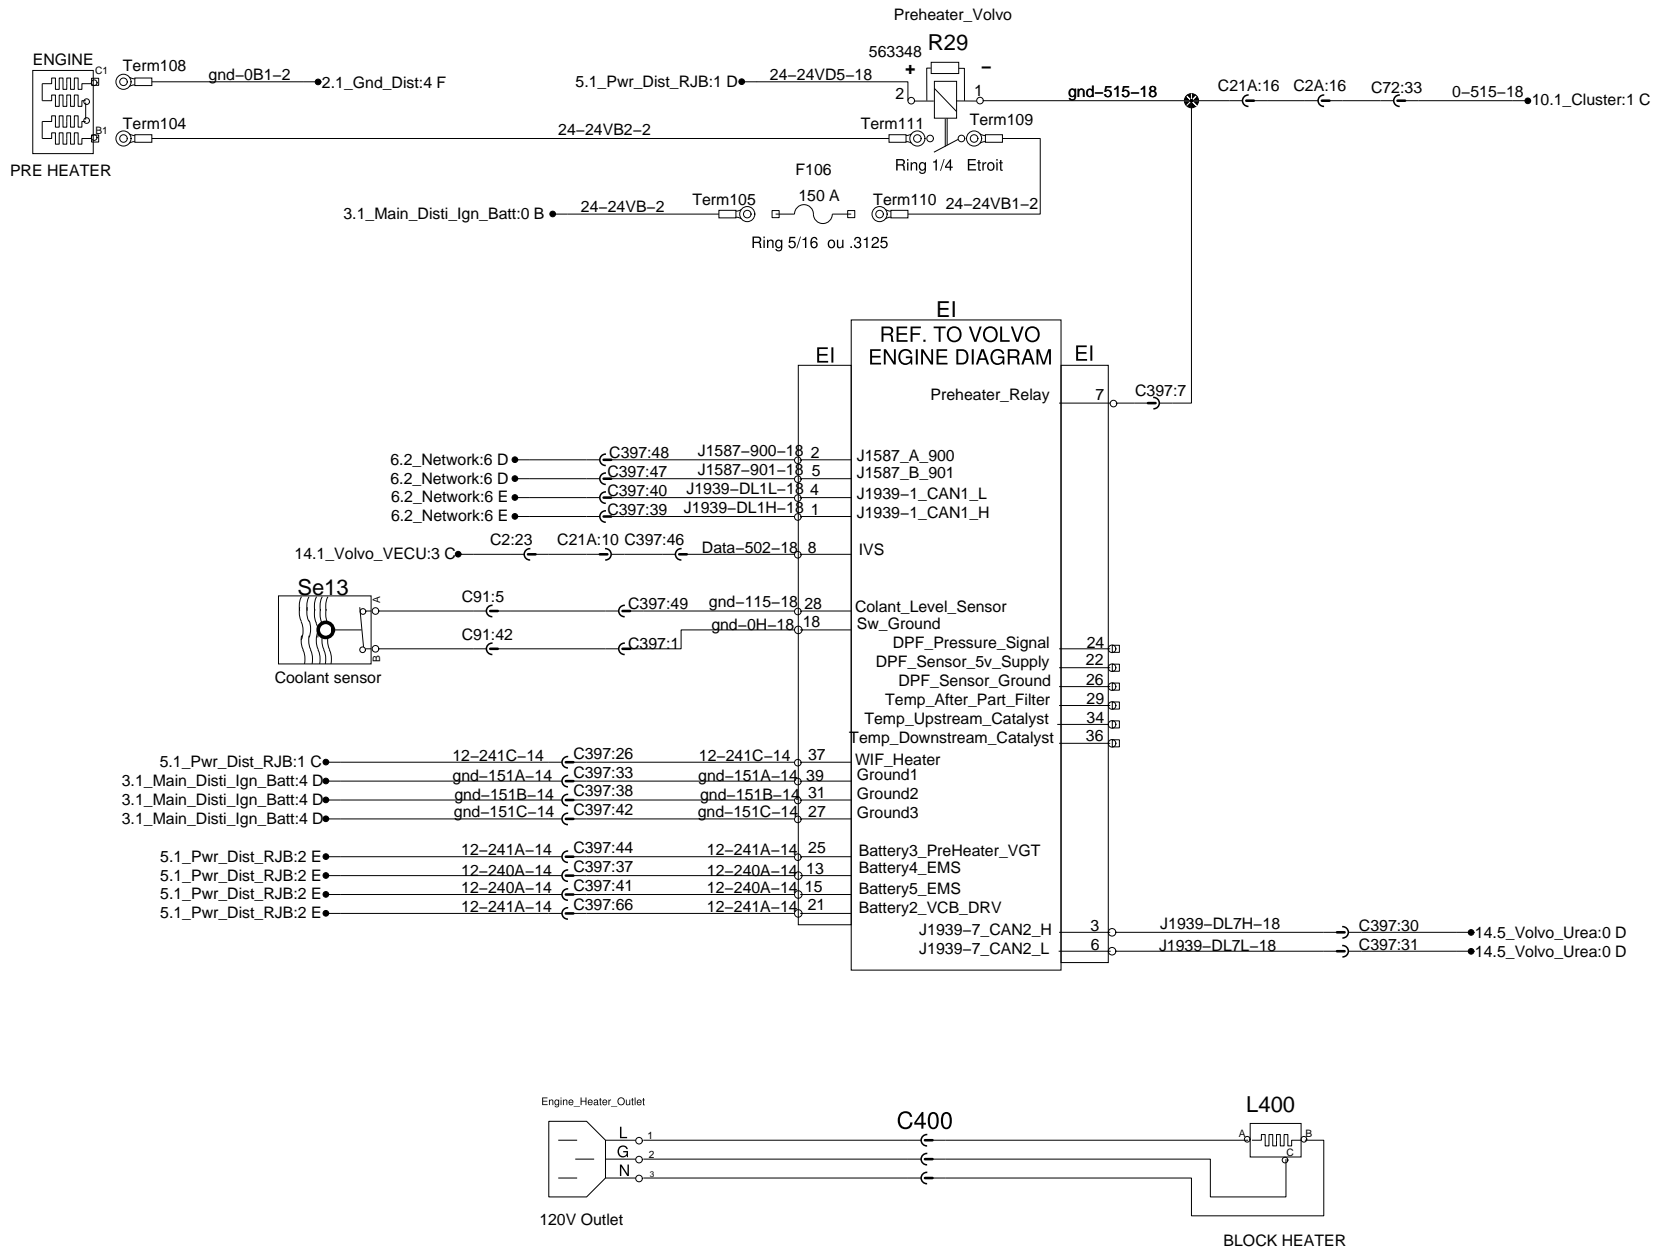 Preheater_Volvo
563348 R29
ENGINE
C1
Term108
gnd-0B1-2
2.1_Gnd_Dist:4 F
5.1_Pwr_Dist_RJB:1 D
24-24VD5-18
+ -
2 1
gnd-515-18
C21A:16
C2A:16
C72:33
0-515-18
10.1_Cluster:1 C
B1
Term104
24-24VB2-2
Term111
Term109
PRE HEATER
Ring 1/4 Etroit
F106
150 A
3.1_Main_Disti_Ign_Batt:0 B
24-24VB-2
Term105
Term110
24-24VB1-2
Ring 5/16 ou .3125
EI
REF. TO VOLVO
ENGINE DIAGRAM
EI
EI
Preheater_Relay 7 C397:7
6.2_Network:6 D C397:48 J1587-900-18 2 J1587_A_900
6.2_Network:6 D C397:47 J1587-901-18 5 J1587_B_901
6.2_Network:6 E C397:40 J1939-DL1L-18 4 J1939-1_CAN1_L
6.2_Network:6 E C397:39 J1939-DL1H-18 1 J1939-1_CAN1_H
14.1_Volvo_VECU:3 C C2:23 C21A:10 C397:46 Data-502-18 8 IVS
Se13
A C91:5 C397:49 gnd-115-18 28 Colant_Level_Sensor
B C91:42 C397:1 gnd-0H-18 18 Sw_Ground
Coolant sensor
DPF_Pressure_Signal 24
DPF_Sensor_5v_Supply 22
DPF_Sensor_Ground 26
Temp_After_Part_Filter 29
Temp_Upstream_Catalyst 34
Temp_Downstream_Catalyst 36
5.1_Pwr_Dist_RJB:1 C 12-241C-14 C397:26 12-241C-14 37 WIF_Heater
3.1_Main_Disti_Ign_Batt:4 D gnd-151A-14 C397:33 gnd-151A-14 39 Ground1
3.1_Main_Disti_Ign_Batt:4 D gnd-151B-14 C397:38 gnd-151B-14 31 Ground2
3.1_Main_Disti_Ign_Batt:4 D gnd-151C-14 C397:42 gnd-151C-14 27 Ground3
5.1_Pwr_Dist_RJB:2 E 12-241A-14 C397:44 12-241A-14 25 Battery3_PreHeater_VGT
5.1_Pwr_Dist_RJB:2 E 12-240A-14 C397:37 12-240A-14 13 Battery4_EMS
5.1_Pwr_Dist_RJB:2 E 12-240A-14 C397:41 12-240A-14 15 Battery5_EMS
5.1_Pwr_Dist_RJB:2 E 12-241A-14 C397:66 12-241A-14 21 Battery2_VCB_DRV
J1939-7_CAN2_H 3 J1939-DL7H-18 C397:30 14.5_Volvo_Urea:0 D
J1939-7_CAN2_L 6 J1939-DL7L-18 C397:31 14.5_Volvo_Urea:0 D
Engine_Heater_Outlet
C400
L400
L 1
G 2
N 3
A B
C
120V Outlet
BLOCK HEATER